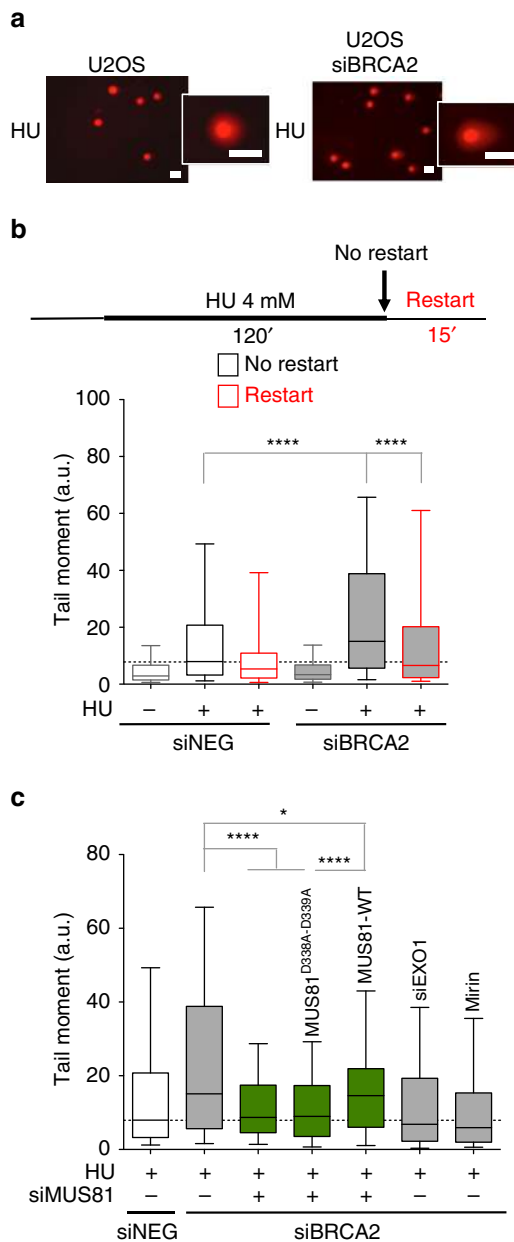 a
U2OS
U2OS
siBRCA2
HU
HU
b
No restart
HU 4 mM
Restart
120′
15′
No restart
Restart
Tail moment (a.u.)
100
80
60
40
20
0
****
****
HU
–
+
+
–
+
+
siNEG
siBRCA2
c
Tail moment (a.u.)
80
60
40
20
0
*
****
****
MUS81D338A-D339A
MUS81-WT
siEXO1
Mirin
HU
+
+
+
+
+
+
+
siMUS81
–
–
+
+
+
–
–
siNEG
siBRCA2